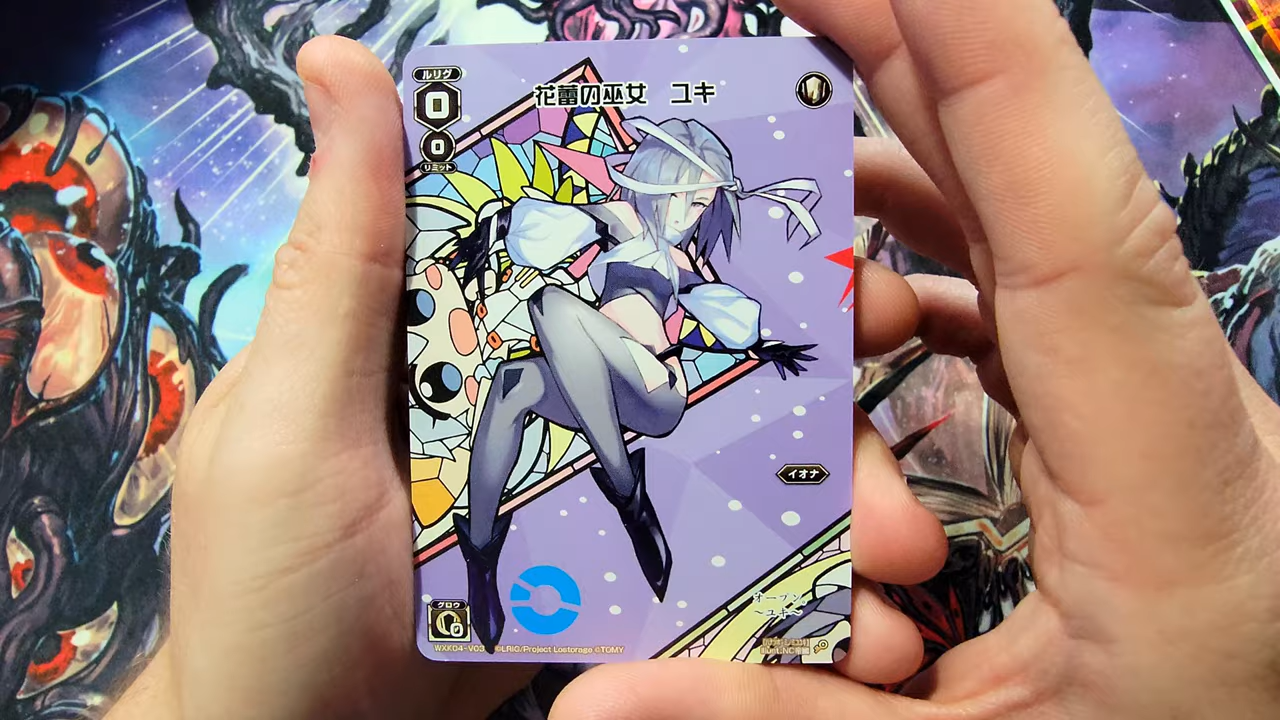 ルリグ
0
花蕾の巫女 ユキ
0
リミット
イオナ
オープン。
～ユキ～
グロウ
0
WXK04-V03 ©LRIG/Project Lostorage ©TOMY